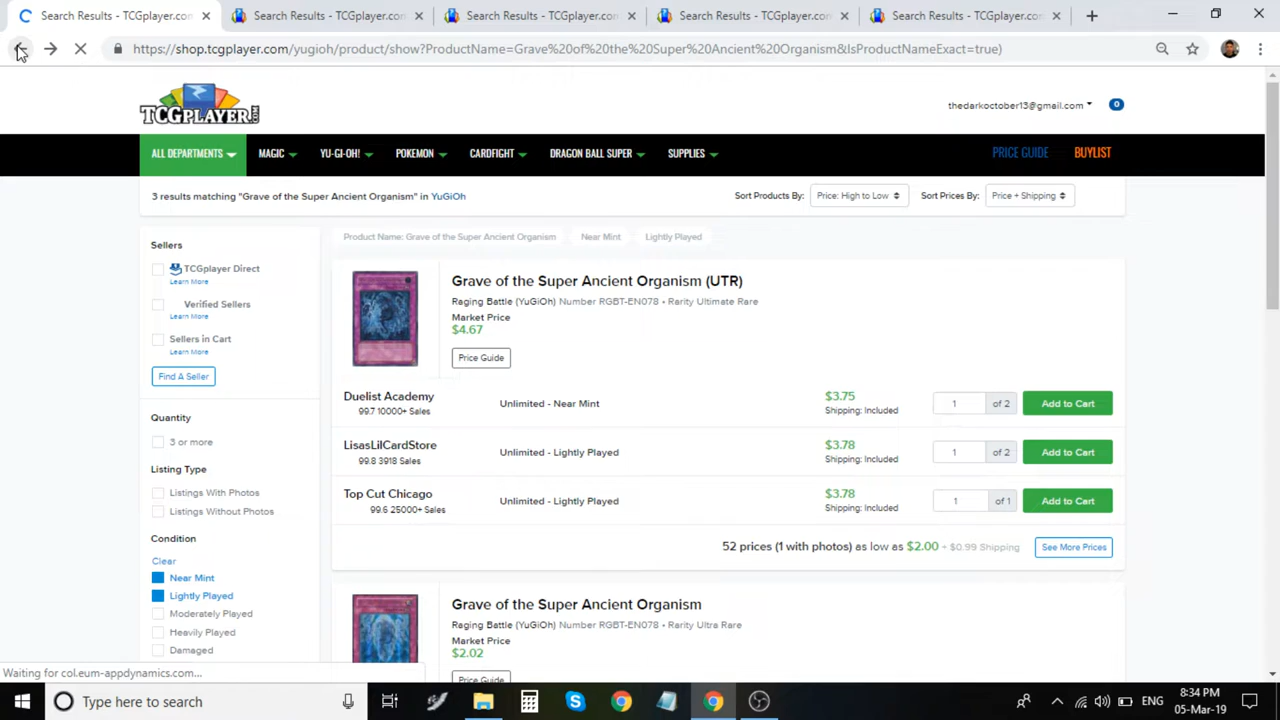 Search Results - TCGplayer.con
Search Results - TCGplayer.con
Search Results - TCGplayer.con
Search Results - TCGplayer.con
Search Results - TCGplayer.con
https://shop.tcgplayer.com/yugioh/product/show?ProductName=Grave%20of%20the%20Super%20Ancient%20Organism&IsProductNameExact=true)
TCGPLAYER.COM
thedarkoctober13@gmail.com
0
ALL DEPARTMENTS
MAGIC
YU-GI-OH!
POKEMON
CARDFIGHT
DRAGON BALL SUPER
SUPPLIES
PRICE GUIDE
BUYLIST
3 results matching "Grave of the Super Ancient Organism" in YuGiOh
Sort Products By:
Price: High to Low
Sort Prices By:
Price + Shipping
Sellers
TCGplayer Direct
Learn More
Verified Sellers
Learn More
Sellers in Cart
Learn More
Find A Seller
Quantity
3 or more
Listing Type
Listings With Photos
Listings Without Photos
Condition
Clear
Near Mint
Lightly Played
Moderately Played
Heavily Played
Damaged
Product Name: Grave of the Super Ancient Organism
Near Mint
Lightly Played
Grave of the Super Ancient Organism (UTR)
Raging Battle (YuGiOh) Number RGBT-EN078 • Rarity Ultimate Rare
Market Price
$4.67
Price Guide
Duelist Academy
99.7 10000+ Sales
Unlimited - Near Mint
$3.75
Shipping: Included
1
of 2
Add to Cart
LisasLilCardStore
99.8 3918 Sales
Unlimited - Lightly Played
$3.78
Shipping: Included
1
of 2
Add to Cart
Top Cut Chicago
99.6 25000+ Sales
Unlimited - Lightly Played
$3.78
Shipping: Included
1
of 1
Add to Cart
52 prices (1 with photos) as low as $2.00 + $0.99 Shipping
See More Prices
Grave of the Super Ancient Organism
Raging Battle (YuGiOh) Number RGBT-EN078 • Rarity Ultra Rare
Market Price
$2.02
Price Guide
Waiting for col.eum-appdynamics.com...
Type here to search
ENG
8:34 PM
05-Mar-19